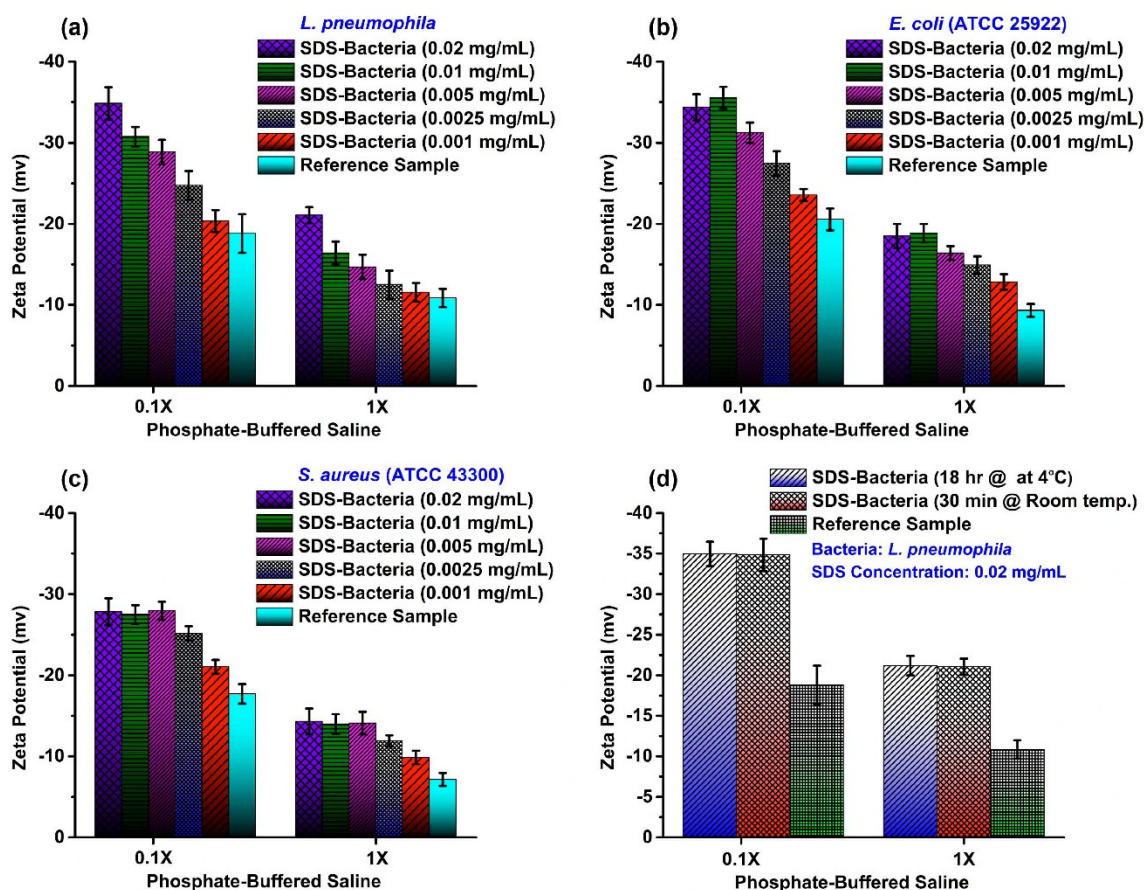 (a)
L. pneumophila
SDS-Bacteria (0.02 mg/mL)
SDS-Bacteria (0.01 mg/mL)
SDS-Bacteria (0.005 mg/mL)
SDS-Bacteria (0.0025 mg/mL)
SDS-Bacteria (0.001 mg/mL)
Reference Sample
Zeta Potential (mv)
-40
-30
-20
-10
0
0.1X
1X
Phosphate-Buffered Saline
(b)
E. coli (ATCC 25922)
SDS-Bacteria (0.02 mg/mL)
SDS-Bacteria (0.01 mg/mL)
SDS-Bacteria (0.005 mg/mL)
SDS-Bacteria (0.0025 mg/mL)
SDS-Bacteria (0.001 mg/mL)
Reference Sample
Zeta Potential (mv)
-40
-30
-20
-10
0
0.1X
1X
Phosphate-Buffered Saline
(c)
S. aureus (ATCC 43300)
SDS-Bacteria (0.02 mg/mL)
SDS-Bacteria (0.01 mg/mL)
SDS-Bacteria (0.005 mg/mL)
SDS-Bacteria (0.0025 mg/mL)
SDS-Bacteria (0.001 mg/mL)
Reference Sample
Zeta Potential (mv)
-40
-30
-20
-10
0
0.1X
1X
Phosphate-Buffered Saline
(d)
SDS-Bacteria (18 hr @ at 4°C)
SDS-Bacteria (30 min @ Room temp.)
Reference Sample
Bacteria: L. pneumophila
SDS Concentration: 0.02 mg/mL
Zeta Potential (mv)
-40
-35
-30
-25
-20
-15
-10
-5
0
0.1X
1X
Phosphate-Buffered Saline